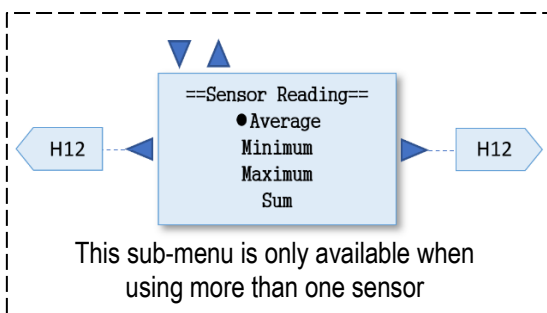 ==Sensor Reading==
●Average
H12
Minimum
H12
Maximum
Sum
This sub-menu is only available when
using more than one sensor